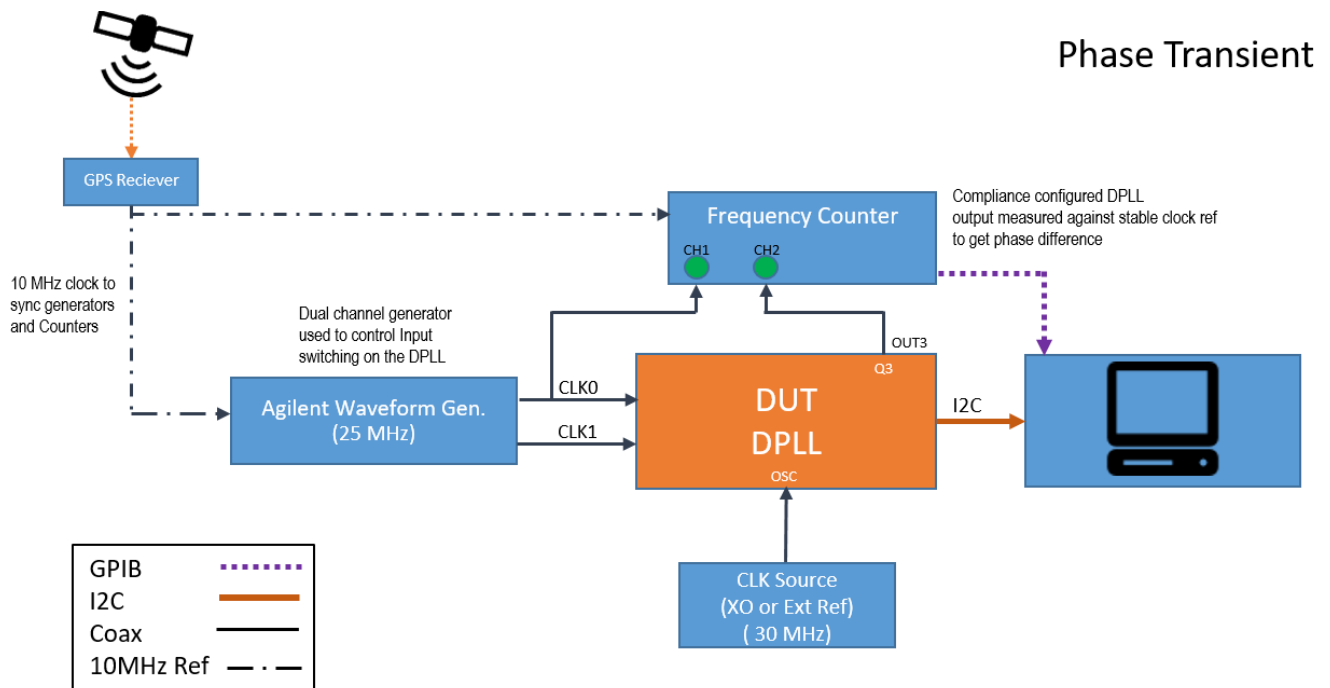 Phase Transient
GPS Reciever
Frequency Counter
CH1
CH2
Compliance configured DPLL
output measured against stable clock ref
to get phase difference
10 MHz clock to
sync generators
and Counters
Dual channel generator
used to control Input
switching on the DPLL
OUT3
Q3
Agilent Waveform Gen.
(25 MHz)
CLK0
CLK1
DUT
DPLL
OSC
I2C
CLK Source
(XO or Ext Ref)
( 30 MHz)
GPIB
I2C
Coax
10MHz Ref